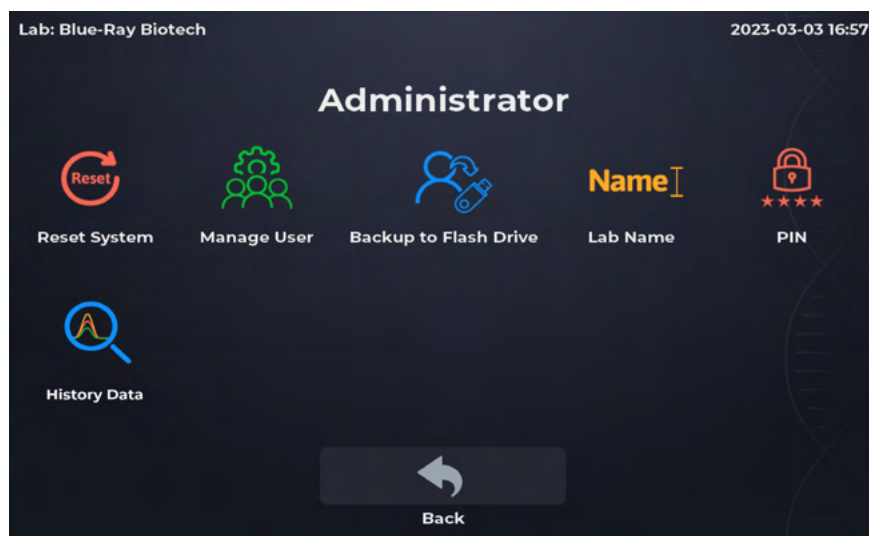 Lab: Blue-Ray Biotech 2023-03-03 16:57
Administrator
Reset Name
****
Reset System Manage User Backup to Flash Drive Lab Name PIN
History Data
Back